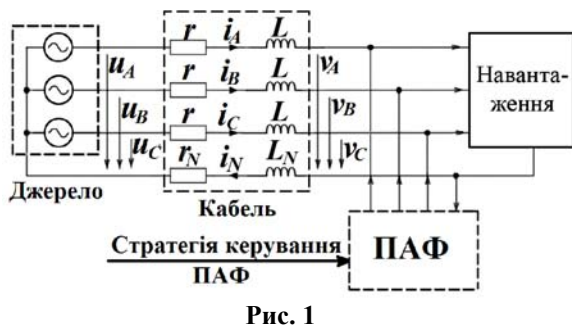 r i_A L
u_A r i_B L v_A Наванта-
u_B r i_C L v_B ження
u_C r_N i_N L_N v_C
Джерело
Кабель
Стратегія керування
ПАФ
ПАФ
Рис. 1